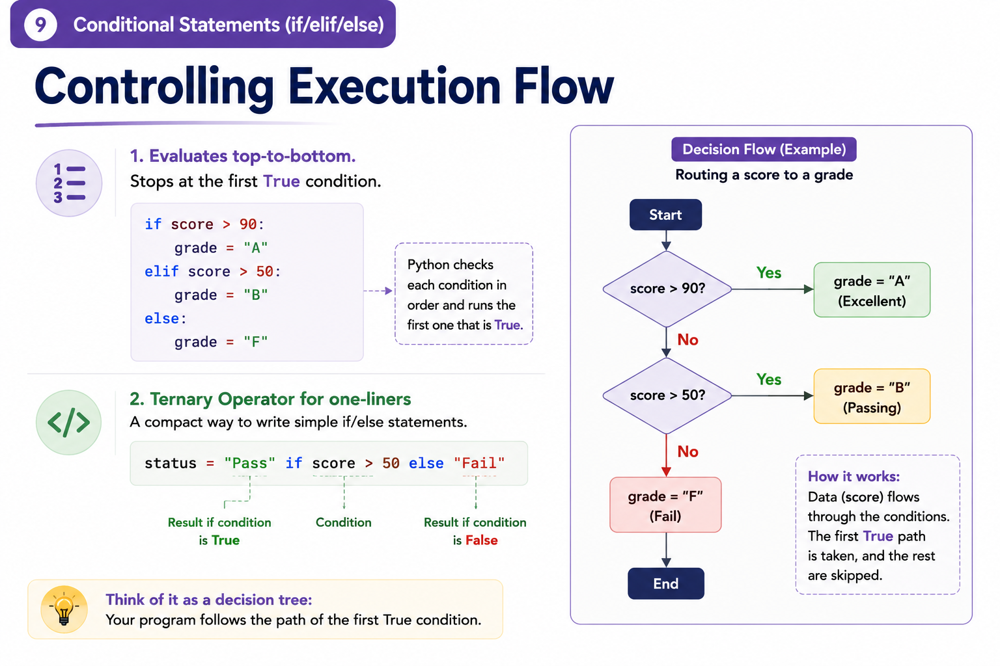 9 Conditional Statements (if/elif/else)
Controlling Execution Flow
1
2
3
1. Evaluates top-to-bottom.
Stops at the first True condition.
if score > 90:
grade = "A"
elif score > 50:
grade = "B"
else:
grade = "F"
Python checks
each condition in
order and runs the
first one that is True.
</>
2. Ternary Operator for one-liners
A compact way to write simple if/else statements.
status = "Pass" if score > 50 else "Fail"
Result if condition
is True
Condition
Result if condition
is False
Think of it as a decision tree:
Your program follows the path of the first True condition.
Decision Flow (Example)
Routing a score to a grade
Start
score > 90?
Yes
grade = "A"
(Excellent)
No
score > 50?
Yes
grade = "B"
(Passing)
No
grade = "F"
(Fail)
End
How it works:
Data (score) flows
through the conditions.
The first True path
is taken, and the rest
are skipped.